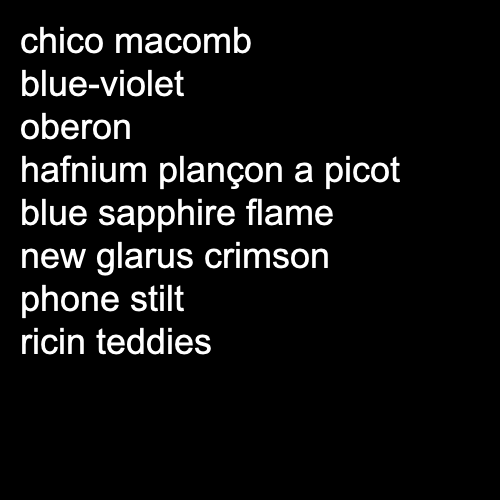 chico macomb
blue-violet
oberon
hafnium plançon a picot
blue sapphire flame
new glarus crimson
phone stilt
ricin teddies